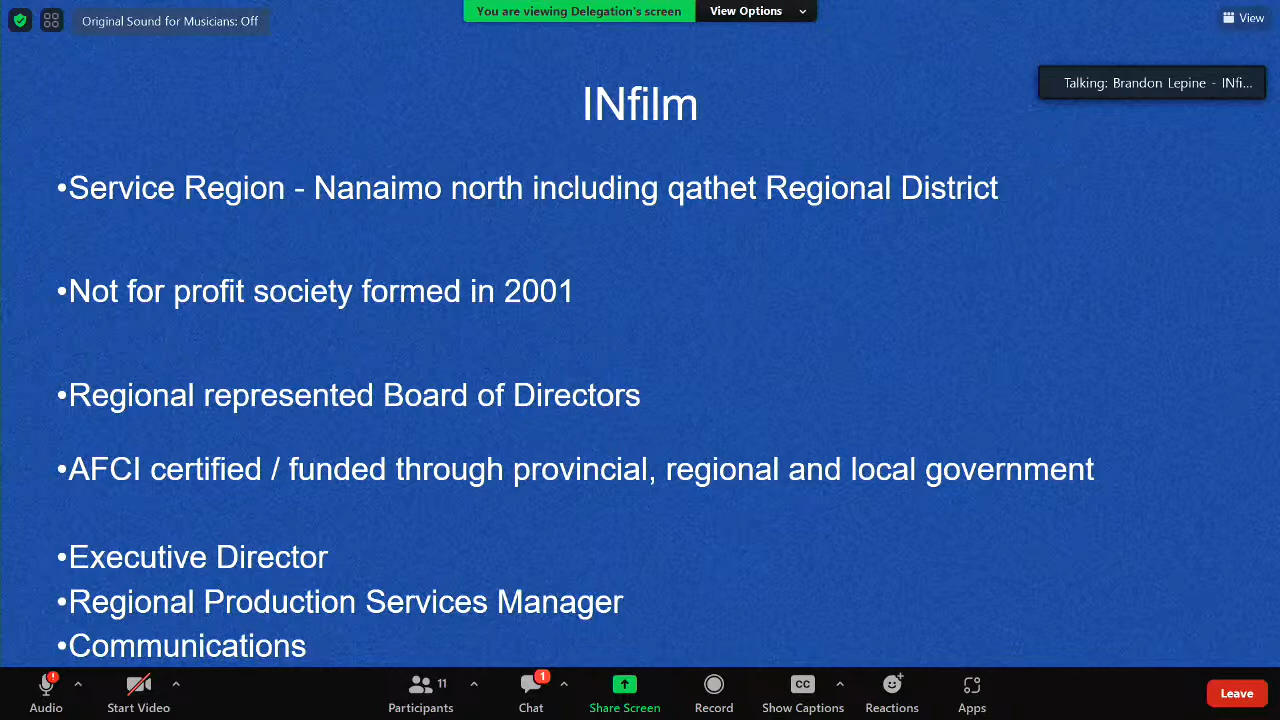 Original Sound for Musicians: Off
You are viewing Delegation's screen
View Options
View
Talking: Brandon Lepine - INfi...
INfilm
•Service Region - Nanaimo north including qathet Regional District
•Not for profit society formed in 2001
•Regional represented Board of Directors
•AFCI certified / funded through provincial, regional and local government
•Executive Director
•Regional Production Services Manager
•Communications
!
11
1
CC
Audio
Start Video
Participants
Chat
Share Screen
Record
Show Captions
Reactions
Apps
Leave